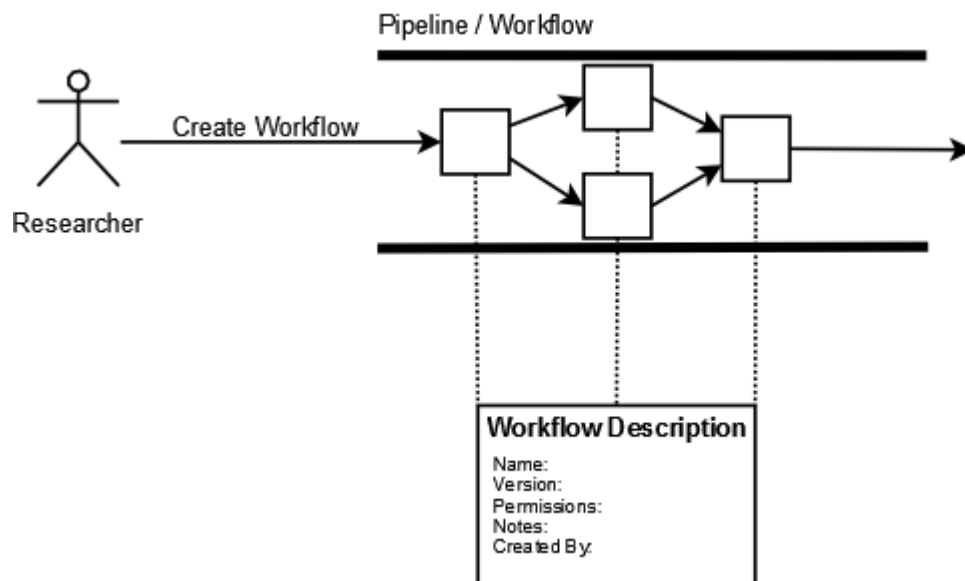 Pipeline / Workflow
Create Workflow
Researcher
Workflow Description
Name:
Version:
Permissions:
Notes:
Created By: